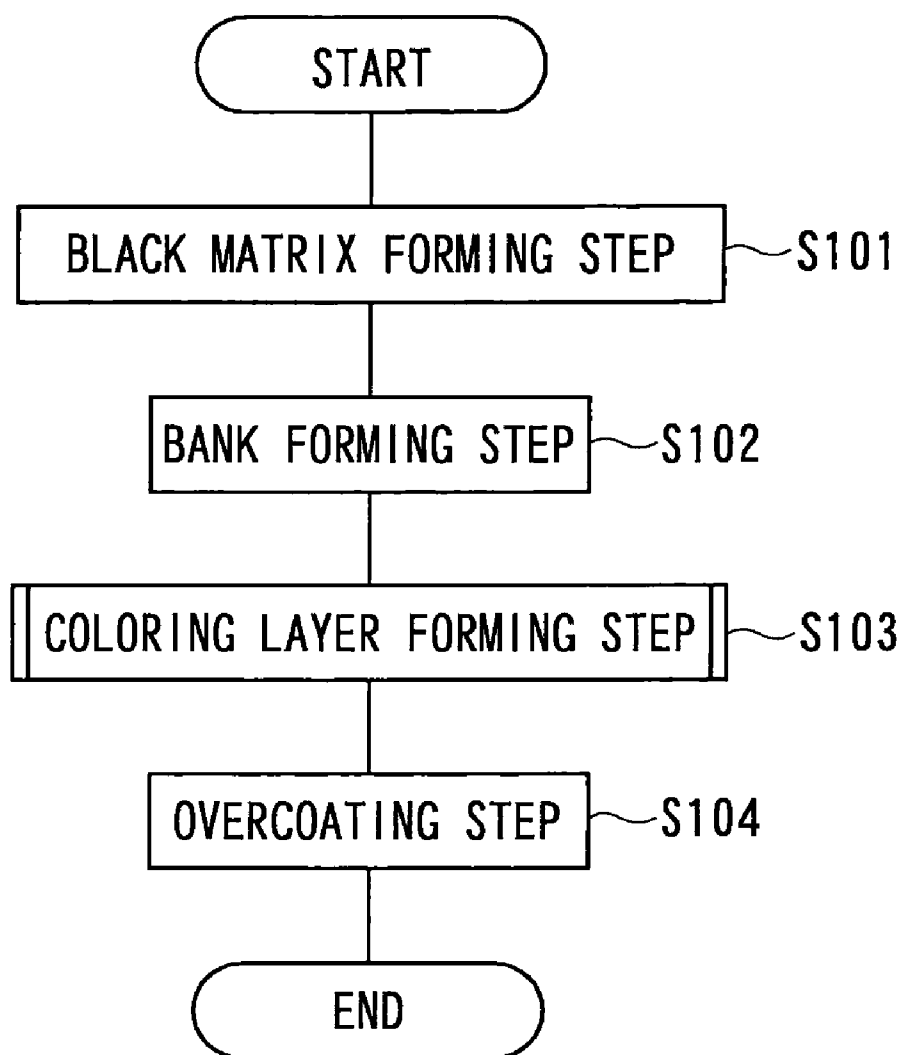 START
BLACK MATRIX FORMING STEP S101
BANK FORMING STEP S102
COLORING LAYER FORMING STEP S103
OVERCOATING STEP S104
END